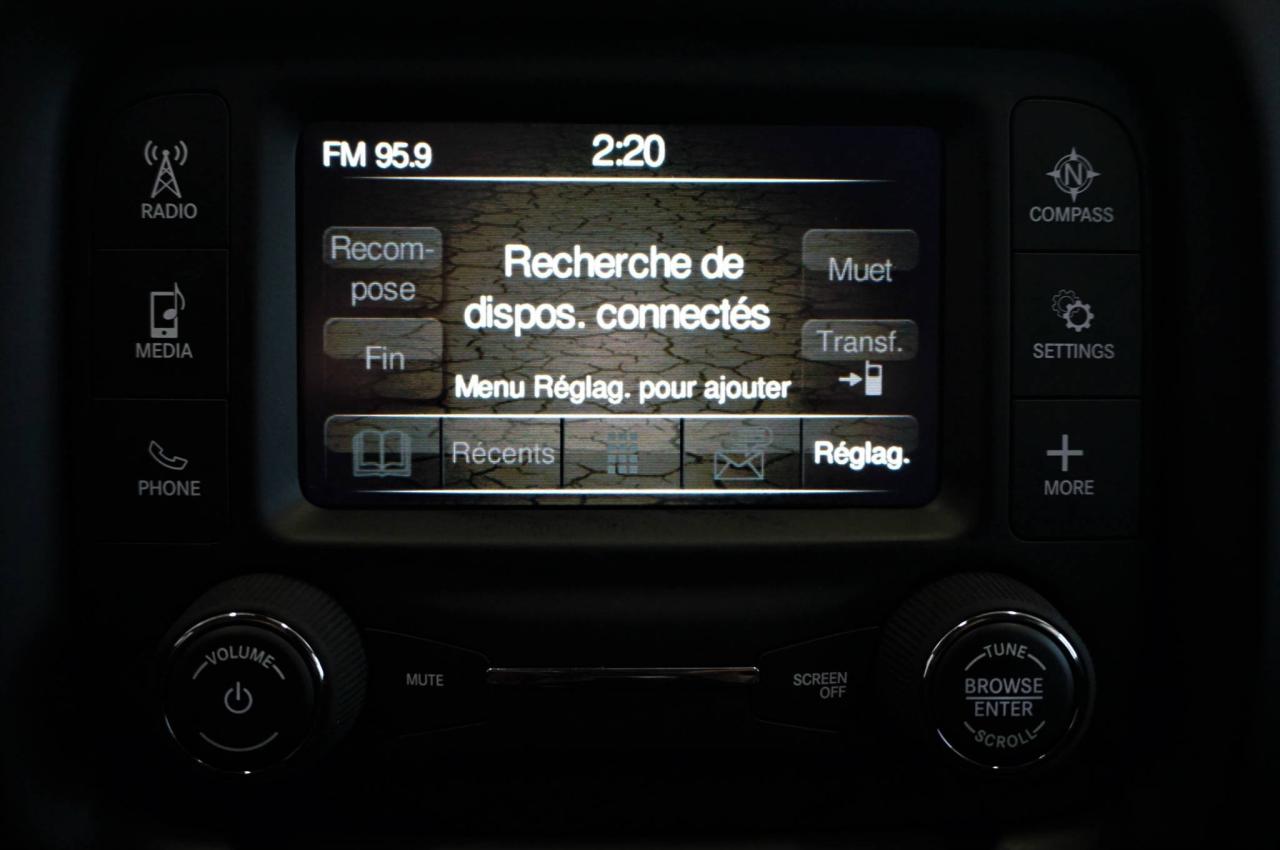 FM 95.9
2:20
RADIO
MEDIA
PHONE
Recom-
pose
Fin
Recherche de
dispos. connectés
Menu Réglag. pour ajouter
Muet
Transf.
Récents
Réglag.
N
COMPASS
SETTINGS
MORE
VOLUME
MUTE
SCREEN
OFF
TUNE
BROWSE
ENTER
SCROLL